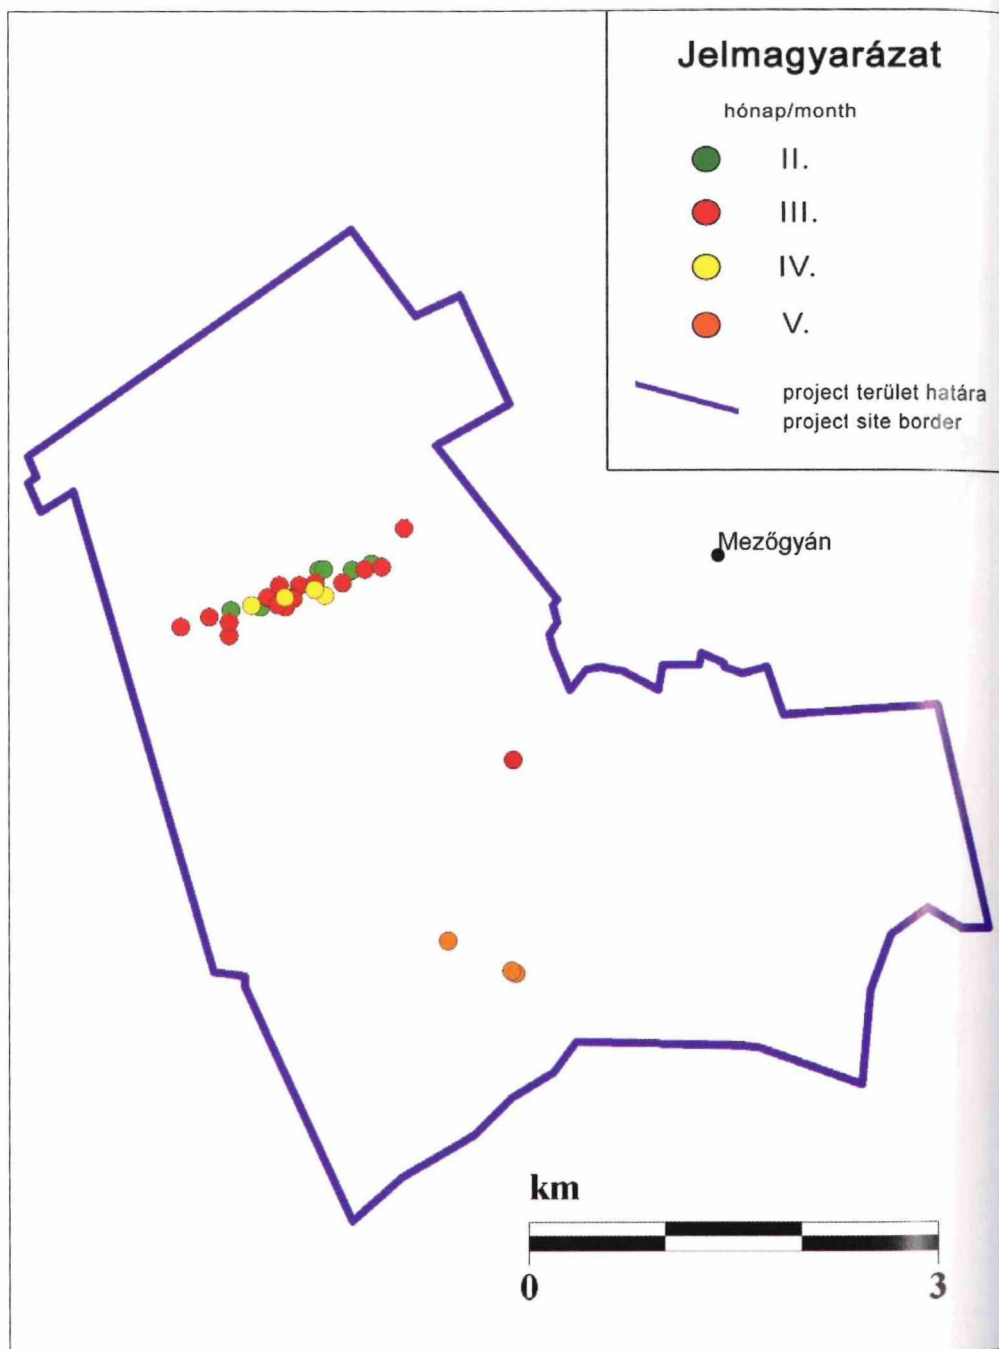 Jelmagyarázat
hónap/month
II.
III.
IV.
V.
project terület határa
project site border
Mezőgyán
km
0 3